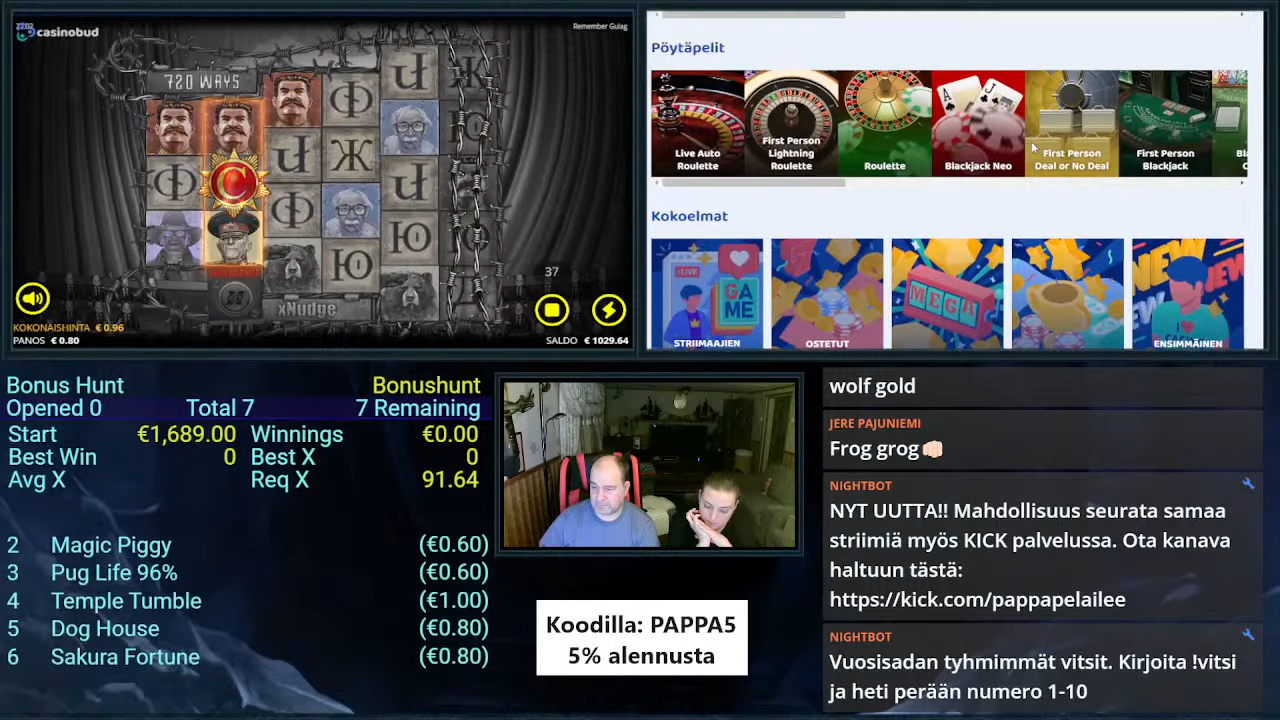 22:02
casinobud
Remember Gulag
720 WAYS
Ч
К
Ф
Ж
Ч
Ф
C
Ч
Ф
Ю
Ю
xNudge
37
KOKONAISHINTA € 0.96
PANOS € 0.80
SALDO € 1029.64
Pöytäpelit
Live Auto
Roulette
First Person
Lightning
Roulette
Roulette
Blackjack Neo
First Person
Deal or No Deal
First Person
Blackjack
Kokoelmat
LIVE
GAME
STRIIMAAJIEN
OSTETUT
MEGA
NEW
ENSIMMÄINEN
Bonus Hunt
Bonushunt
Opened 0
Total 7
7 Remaining
Start
€1,689.00
Winnings
€0.00
Best Win
0
Best X
0
Avg X
Req X
91.64
2 Magic Piggy (€0.60)
3 Pug Life 96% (€0.60)
4 Temple Tumble (€1.00)
5 Dog House (€0.80)
6 Sakura Fortune (€0.80)
Koodilla: PAPPA5
5% alennusta
wolf gold
JERE PAJUNIEMI
Frog grog👊🏻
NIGHTBOT
NYT UUTTA!! Mahdollisuus seurata samaa
striimiä myös KICK palvelussa. Ota kanava
haltuun tästä:
https://kick.com/pappapelailee
NIGHTBOT
Vuosisadan tyhmimmät vitsit. Kirjoita !vitsi
ja heti perään numero 1-10